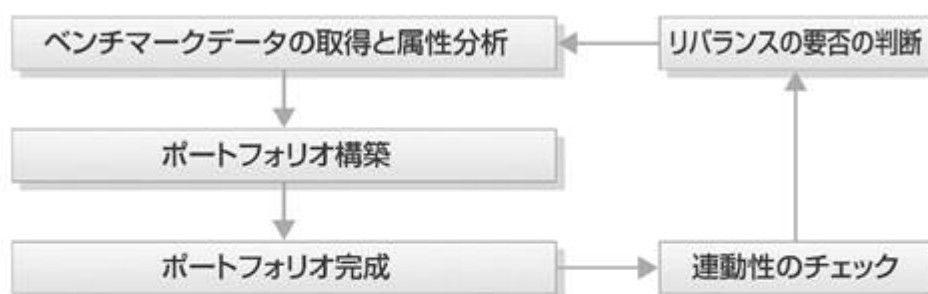 ベンチマークデータの取得と属性分析
リバランスの要否の判断
ポートフォリオ構築
ポートフォリオ完成
連動性のチェック